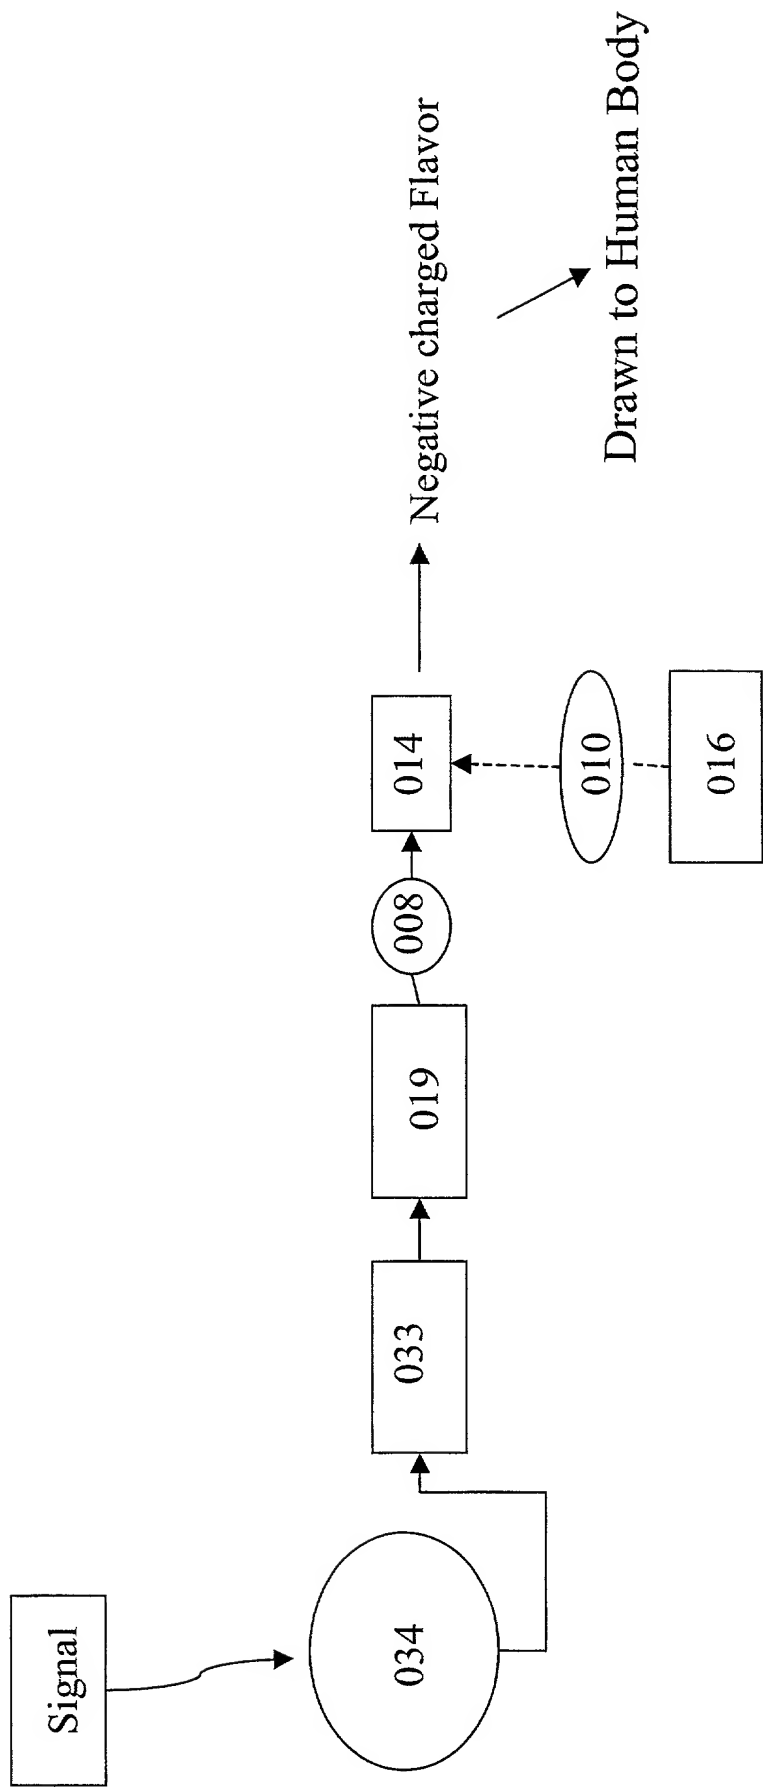 Signal
034
033
019
008
014
Negative charged Flavor
010
016
Drawn to Human Body